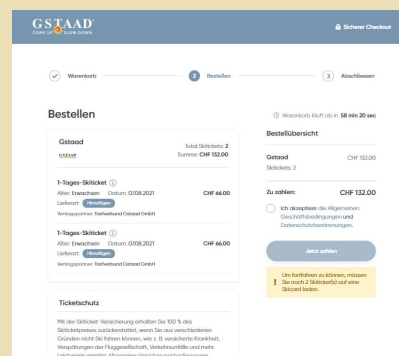 GSTAAD
COME UP SLOW DOWN
Sicherer Checkout
Warenkorb
2 Bestellen
3 Abschliessen
Bestellen
Warenkorb läuft ab in 58 min 20 sec
Gstaad
GSTAAD
Total Skitickets: 2
Summe: CHF 132.00
1-Tages-Skiticket
Alter: Erwachsen Datum: 07.08.2021 CHF 66.00
Lieferart: Hinzufügen
Vertragspartner: Tarifverbund Gstaad GmbH
1-Tages-Skiticket
Alter: Erwachsen Datum: 07.08.2021 CHF 66.00
Lieferart: Hinzufügen
Vertragspartner: Tarifverbund Gstaad GmbH
Ticketschutz
Mit der Skiticket-Versicherung erhalten Sie 100 % des
Skiticketpreises zurückerstattet, wenn Sie aus verschiedenen
Gründen nicht Ski fahren können, wie z. B. versicherte Krankheit,
Verspätungen der Fluggesellschaft, Verkehrsunfälle und mehr.
Leistungen gemäss Allgemeine Versicherungsbedingungen
Bestellübersicht
Gstaad CHF 132.00
Skitickets: 2
Zu zahlen: CHF 132.00
Ich akzeptiere die Allgemeinen
Geschäftsbedingungen und
Datenschutzbestimmungen.
Jetzt zahlen
! Um fortfahren zu können, müssen
Sie noch 2 Skiticket(s) auf eine
Skicard laden.